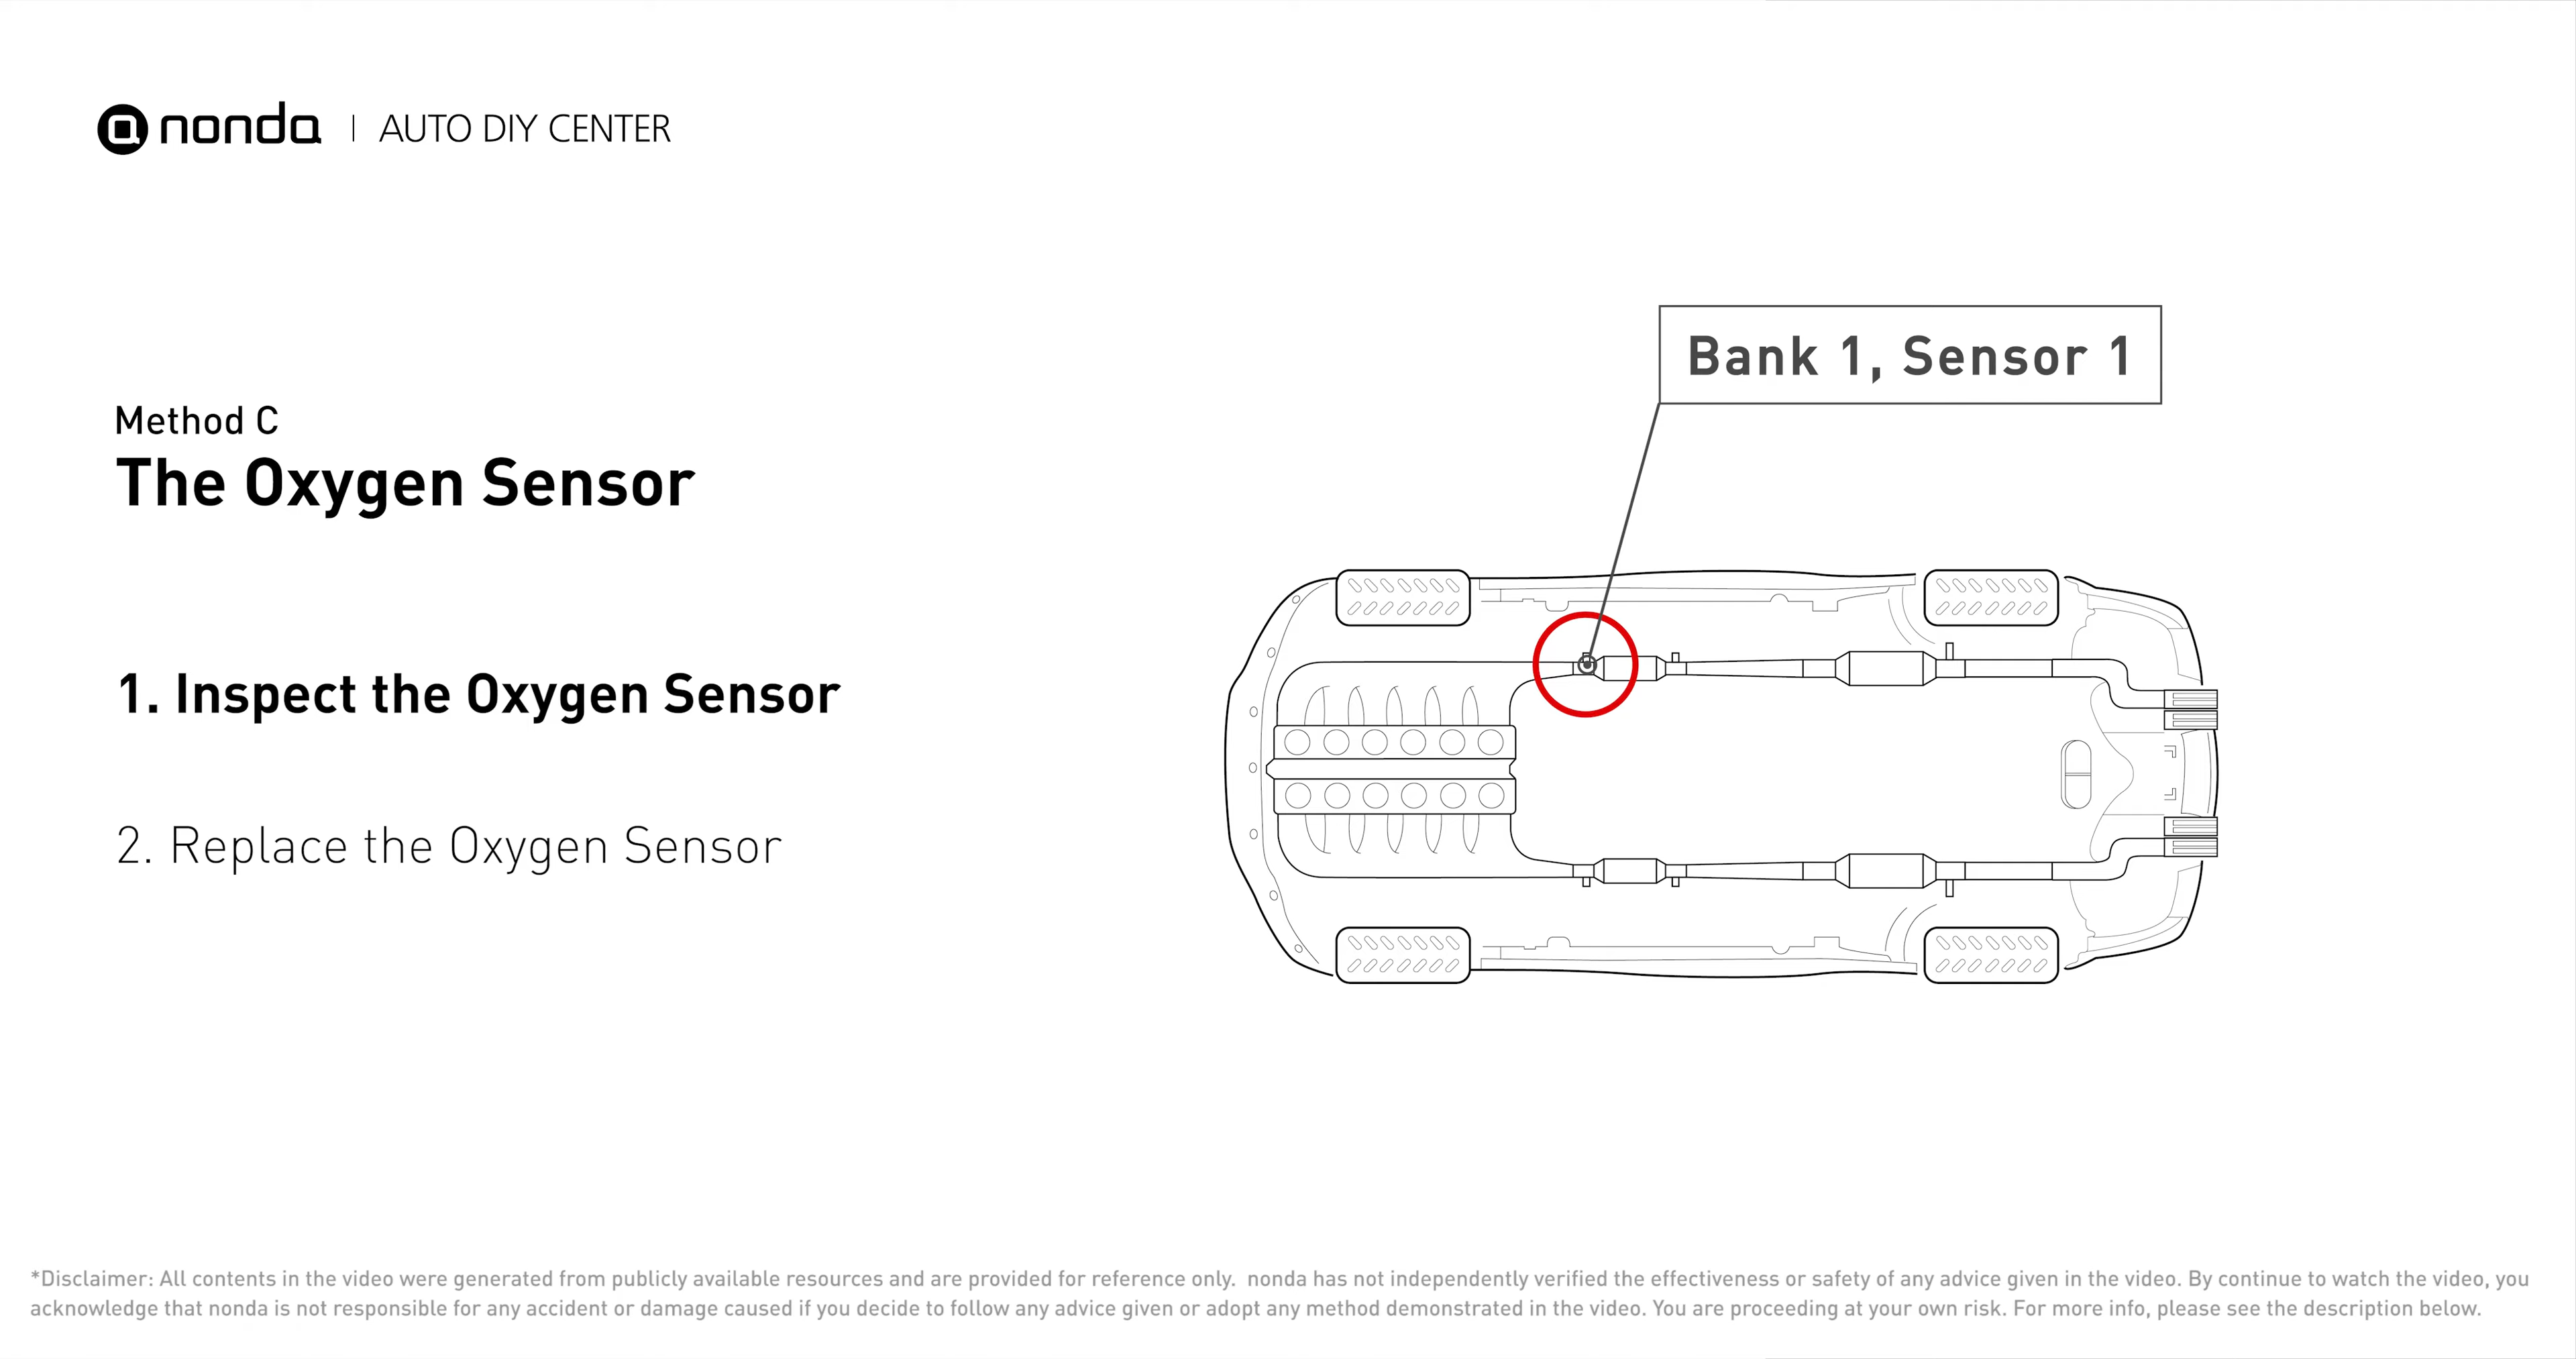 nonda | AUTO DIY CENTER
Bank 1, Sensor 1
Method C
The Oxygen Sensor
1. Inspect the Oxygen Sensor
2. Replace the Oxygen Sensor
*Disclaimer: All contents in the video were generated from publicly available resources and are provided for reference only. nonda has not independently verified the effectiveness or safety of any advice given in the video. By continue to watch the video, you
acknowledge that nonda is not responsible for any accident or damage caused if you decide to follow any advice given or adopt any method demonstrated in the video. You are proceeding at your own risk. For more info, please see the description below.